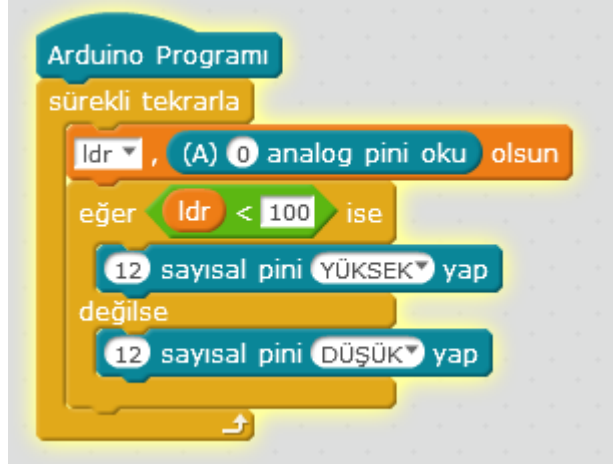 Arduino Programı
sürekli tekrarla
ldr , (A) 0 analog pini oku olsun
eğer ldr < 100 ise
12 sayısal pini YÜKSEK yap
değilse
12 sayısal pini DÜŞÜK yap